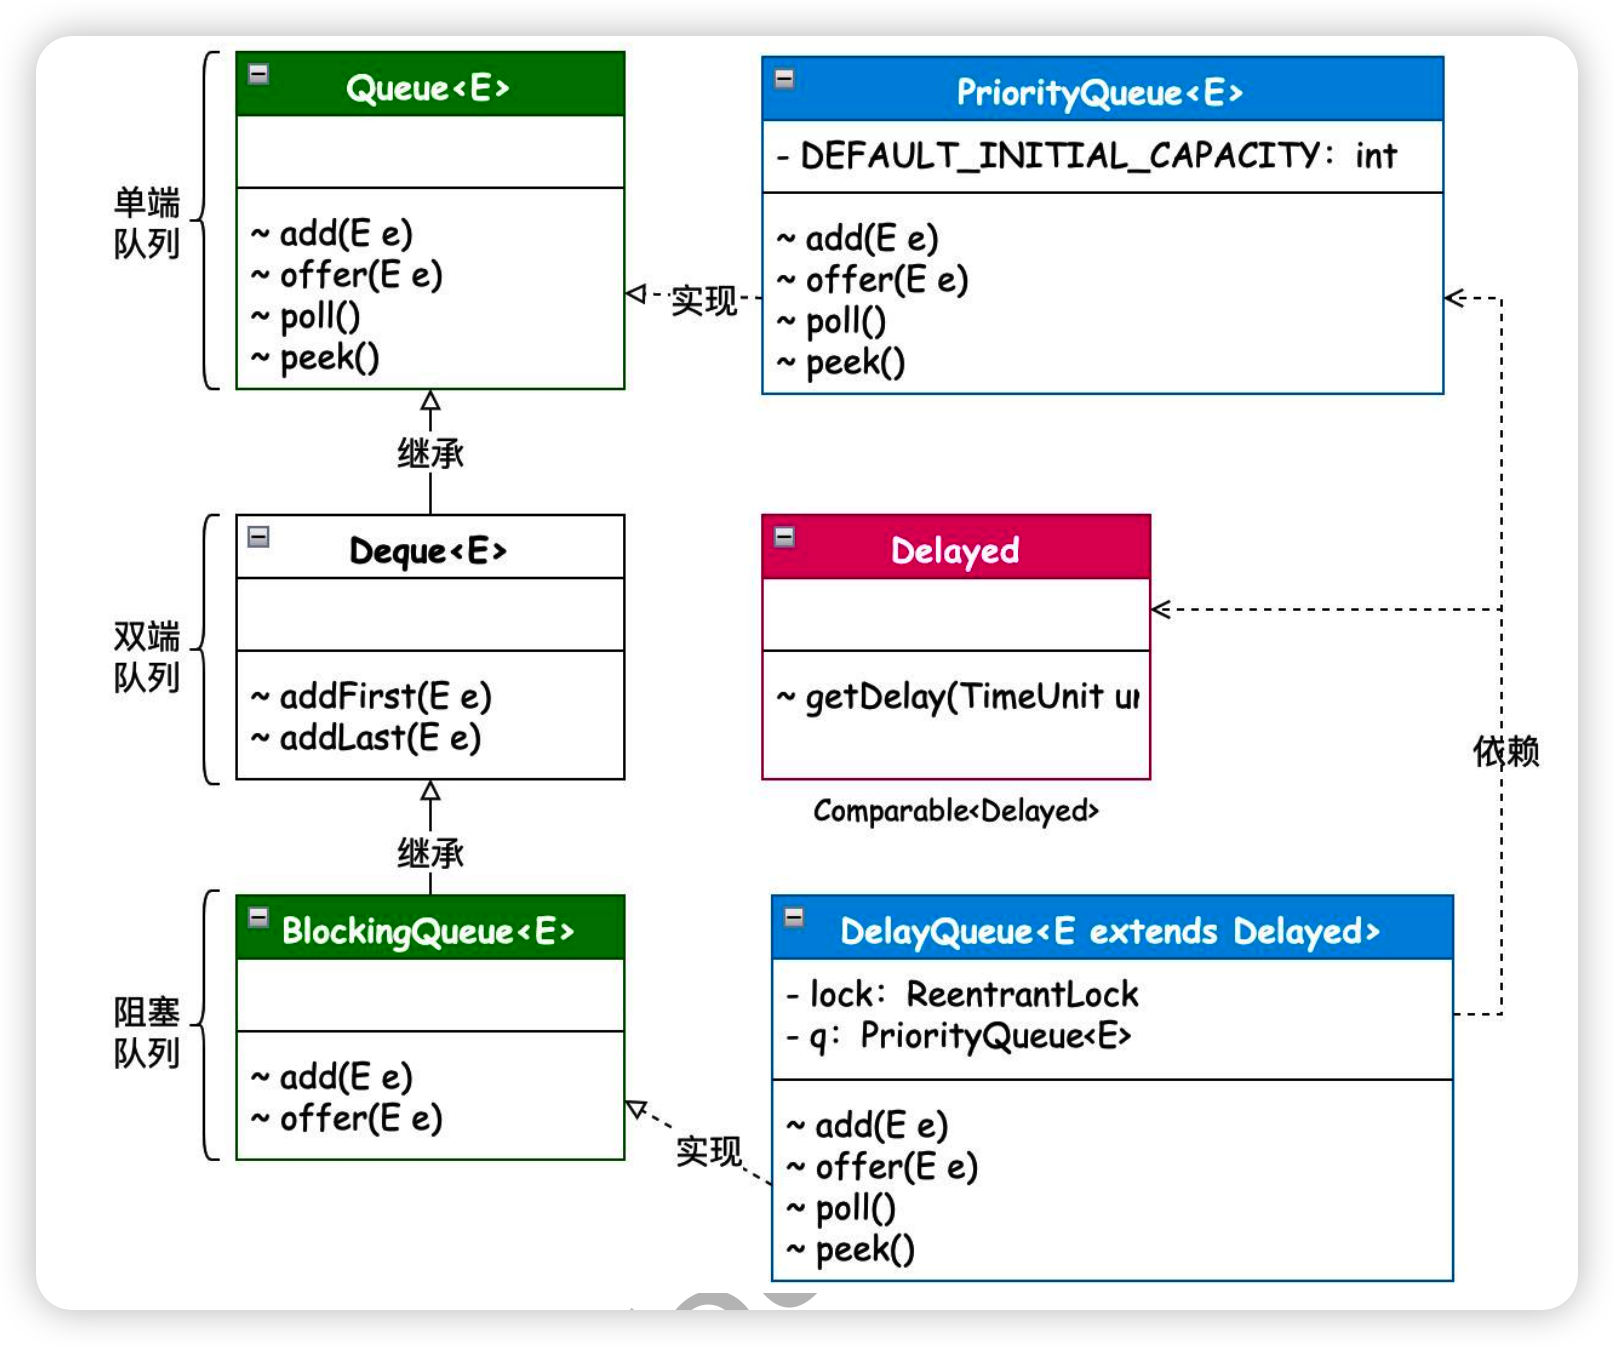 Queue<E>
~ add(E e)
~ offer(E e)
~ poll()
~ peek()
单端
队列
实现
PriorityQueue<E>
- DEFAULT_INITIAL_CAPACITY: int
~ add(E e)
~ offer(E e)
~ poll()
~ peek()
继承
Deque<E>
~ addFirst(E e)
~ addLast(E e)
双端
队列
Delayed
~ getDelay(TimeUnit
Comparable<Delayed>
依赖
继承
BlockingQueue<E>
~ add(E e)
~ offer(E e)
阻塞
队列
实现
DelayQueue<E extends Delayed>
- lock: ReentrantLock
- q: PriorityQueue<E>
~ add(E e)
~ offer(E e)
~ poll()
~ peek()